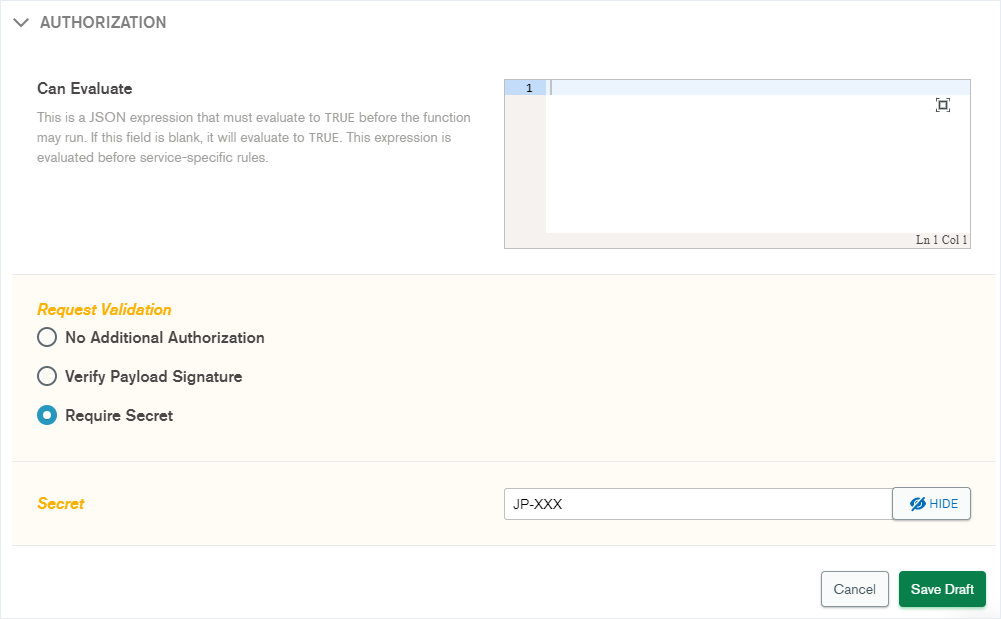 AUTHORIZATION
Can Evaluate
This is a JSON expression that must evaluate to TRUE before the function
may run. If this field is blank, it will evaluate to TRUE. This expression is
evaluated before service-specific rules.
1
Ln 1 Col 1
Request Validation
No Additional Authorization
Verify Payload Signature
Require Secret
Secret
JP-XXX
HIDE
Cancel
Save Draft